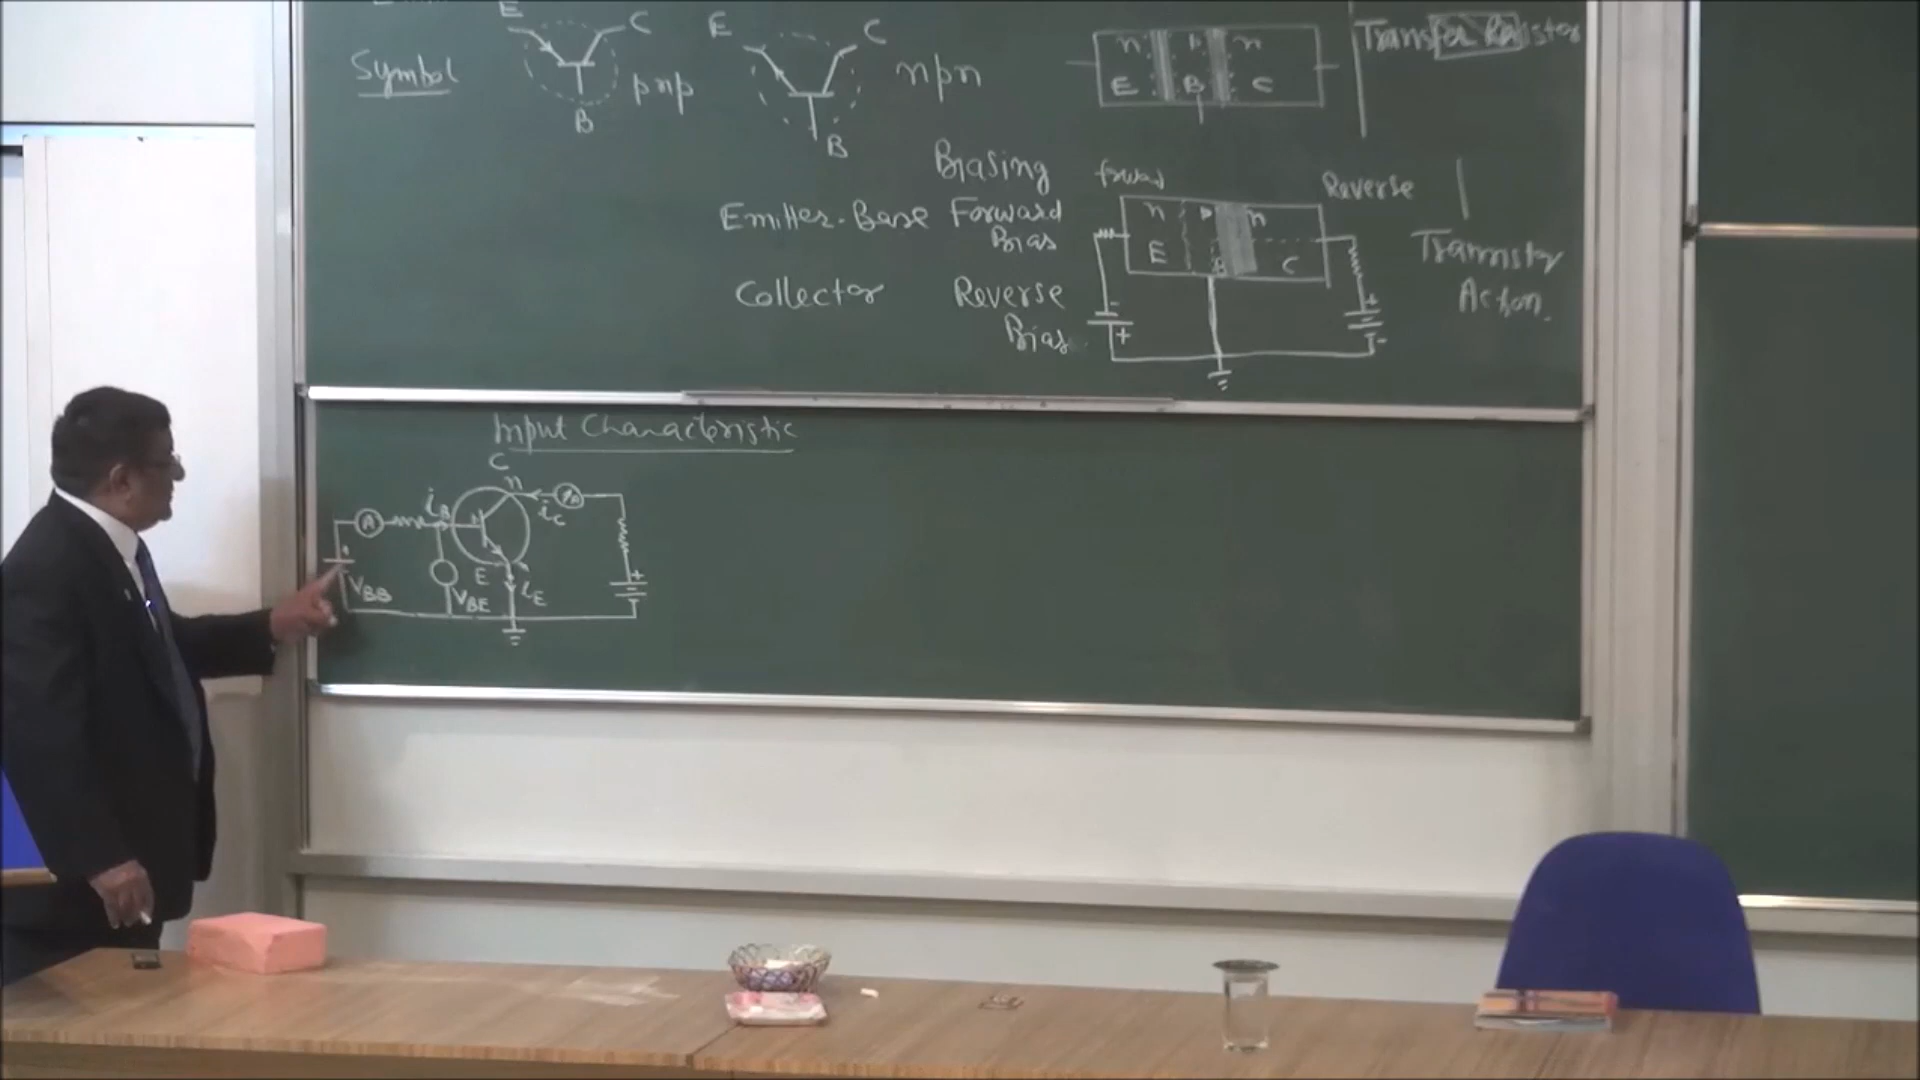 E C E C
Symbol pnp npn
B B
n p n
E B C
Transfer Resistor
Biasing forward Reverse
Emitter-Base Forward
Bias
n p n
E B C
Transistor
Action.
Collector Reverse
Bias
- + + -
Input Characteristic
C
n
A iB iC
E
VBB VBE iE
+